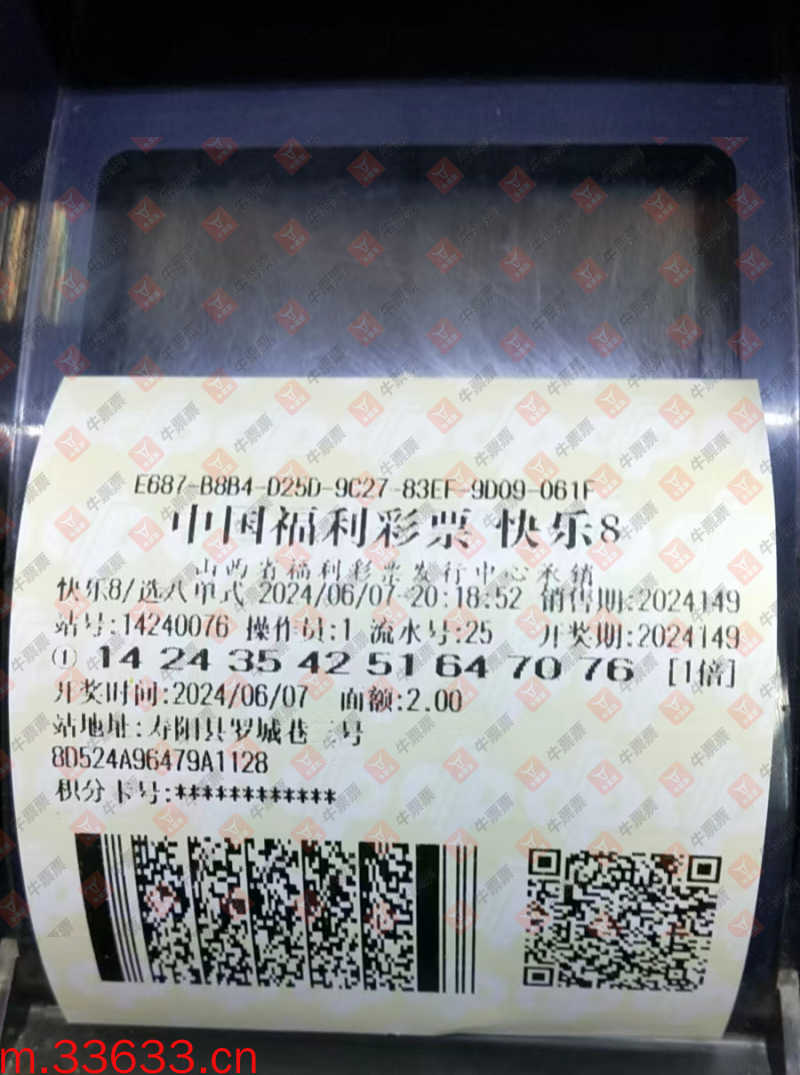 E687-B8B4-D25D-9C27-83EF-9D09-061F
中国福利彩票 快乐8
山西省福利彩票发行中心承销
快乐8/选八单式 2024/06/07-20:18:52 销售期:2024149
站号:14240076 操作员:1 流水号:25 开奖期:2024149
① 14 24 35 42 51 64 70 76 [1倍]
开奖时间:2024/06/07 面额:2.00
站地址:寿阳县罗城巷二号
8D524A96479A1128
积分卡号:************
牛票票
m.33633.cn